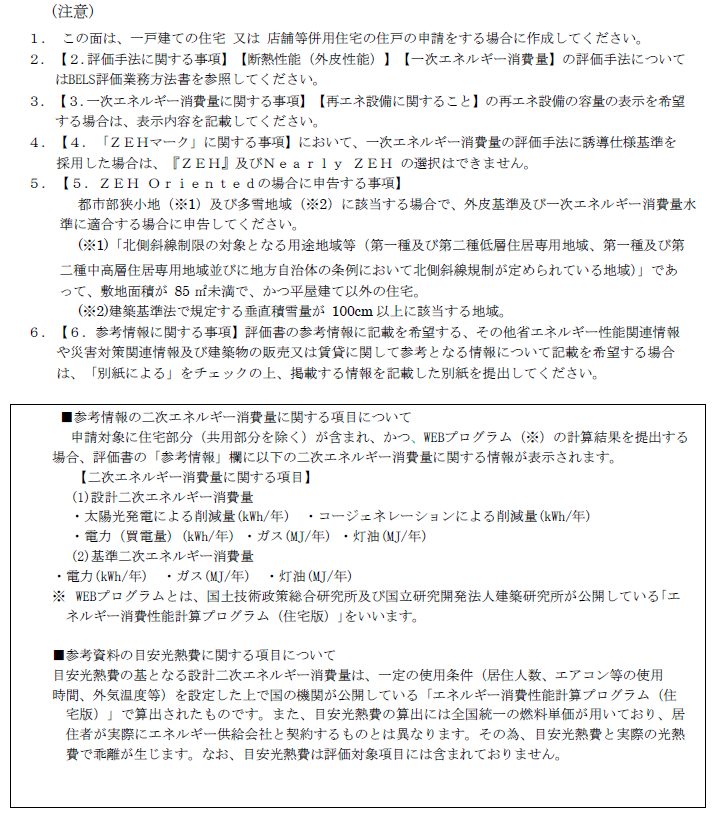 (注意)
１． この面は、一戸建ての住宅 又は 店舗等併用住宅の住戸の申請をする場合に作成してください。
２．【２．評価手法に関する事項】【断熱性能（外皮性能）】【一次エネルギー消費量】の評価手法について
はBELS評価業務方法書を参照してください。
３．【３.一次エネルギー消費量に関する事項】【再エネ設備に関すること】の再エネ設備の容量の表示を希望
する場合は、表示内容を記載してください。
４．【４．「ＺＥＨマーク」に関する事項】において、一次エネルギー消費量の評価手法に誘導仕様基準を
採用した場合は、『ＺＥＨ』及びＮｅａｒｌｙ ＺＥＨ の選択はできません。
５．【５．ＺＥＨ Ｏｒｉｅｎｔｅｄの場合に申告する事項】
都市部狭小地（※1）及び多雪地域（※2）に該当する場合で、外皮基準及び一次エネルギー消費量水
準に適合する場合に申告してください。
(※1)「北側斜線制限の対象となる用途地域等（第一種及び第二種低層住居専用地域、第一種及び第
二種中高層住居専用地域並びに地方自治体の条例において北側斜線規制が定められている地域）」であ
って、敷地面積が 85 ㎡未満で、かつ平屋建て以外の住宅。
(※2)建築基準法で規定する垂直積雪量が 100cm 以上に該当する地域。
６．【６．参考情報に関する事項】評価書の参考情報に記載を希望する、その他省エネルギー性能関連情報
や災害対策関連情報及び建築物の販売又は賃貸に関して参考となる情報について記載を希望する場合
は、「別紙による」をチェックの上、掲載する情報を記載した別紙を提出してください。
■参考情報の二次エネルギー消費量に関する項目について
申請対象に住宅部分（共用部分を除く）が含まれ、かつ、WEBプログラム（※）の計算結果を提出する
場合、評価書の「参考情報」欄に以下の二次エネルギー消費量に関する情報が表示されます。
【二次エネルギー消費量に関する項目】
(1)設計二次エネルギー消費量
・太陽光発電による削減量(kWh/年) ・コージェネレーションによる削減量(kWh/年)
・電力（買電量）(kWh/年) ・ガス(MJ/年) ・灯油(MJ/年)
(2)基準二次エネルギー消費量
・電力(kWh/年) ・ガス(MJ/年) ・灯油(MJ/年)
※ WEBプログラムとは、国土技術政策総合研究所及び国立研究開発法人建築研究所が公開している「エ
ネルギー消費性能計算プログラム（住宅版）」をいいます。
■参考資料の目安光熱費に関する項目について
目安光熱費の基となる設計二次エネルギー消費量は、一定の使用条件（居住人数、エアコン等の使用
時間、外気温度等）を設定した上で国の機関が公開している「エネルギー消費性能計算プログラム（住
宅版）」で算出されたものです。また、目安光熱費の算出には全国統一の燃料単価が用いており、居
住者が実際にエネルギー供給会社と契約するものとは異なります。その為、目安光熱費と実際の光熱
費で乖離が生じます。なお、目安光熱費は評価対象項目には含まれておりません。